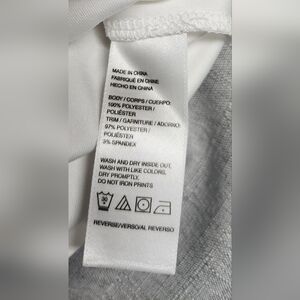 MADE IN CHINA
FABRIQUÉ EN CHINE
HECHO EN CHINA
BODY / CORPS / CUERPO:
100% POLYESTER /
POLIÉSTER
TRIM / GARNITURE / ADORNO:
97% POLYESTER /
POLIÉSTER
3% SPANDEX
WASH AND DRY INSIDE OUT.
WASH WITH LIKE COLORS.
DRY PROMPTLY.
DO NOT IRON PRINTS
REVERSE/VERSO/AL REVERSO